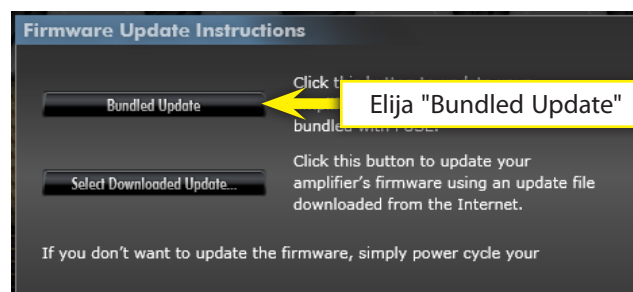 Firmware Update Instructions
Bundled Update
Click
Elija "Bundled Update"
bundled with FUSE.
Select Downloaded Update...
Click this button to update your
amplifier's firmware using an update file
downloaded from the Internet.
If you don't want to update the firmware, simply power cycle your